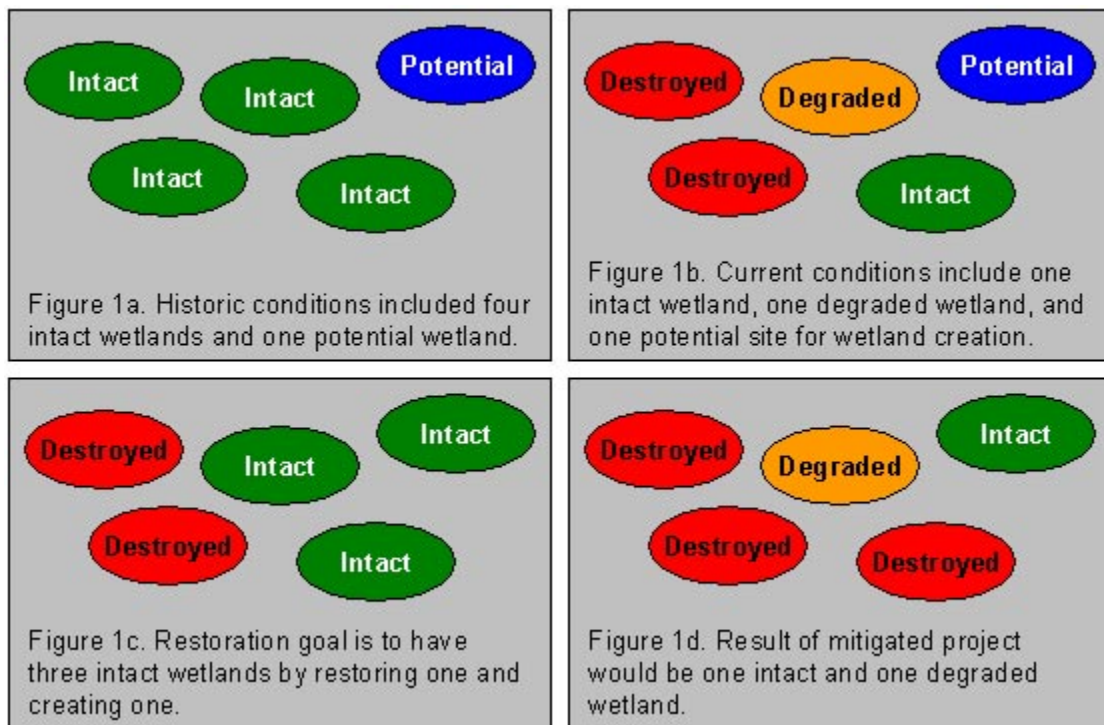 Intact
Intact
Potential
Intact
Intact
Figure 1a. Historic conditions included four
intact wetlands and one potential wetland.
Destroyed
Degraded
Potential
Destroyed
Intact
Figure 1b. Current conditions include one
intact wetland, one degraded wetland, and
one potential site for wetland creation.
Destroyed
Intact
Intact
Destroyed
Intact
Figure 1c. Restoration goal is to have
three intact wetlands by restoring one and
creating one.
Destroyed
Degraded
Intact
Destroyed
Destroyed
Figure 1d. Result of mitigated project
would be one intact and one degraded
wetland.